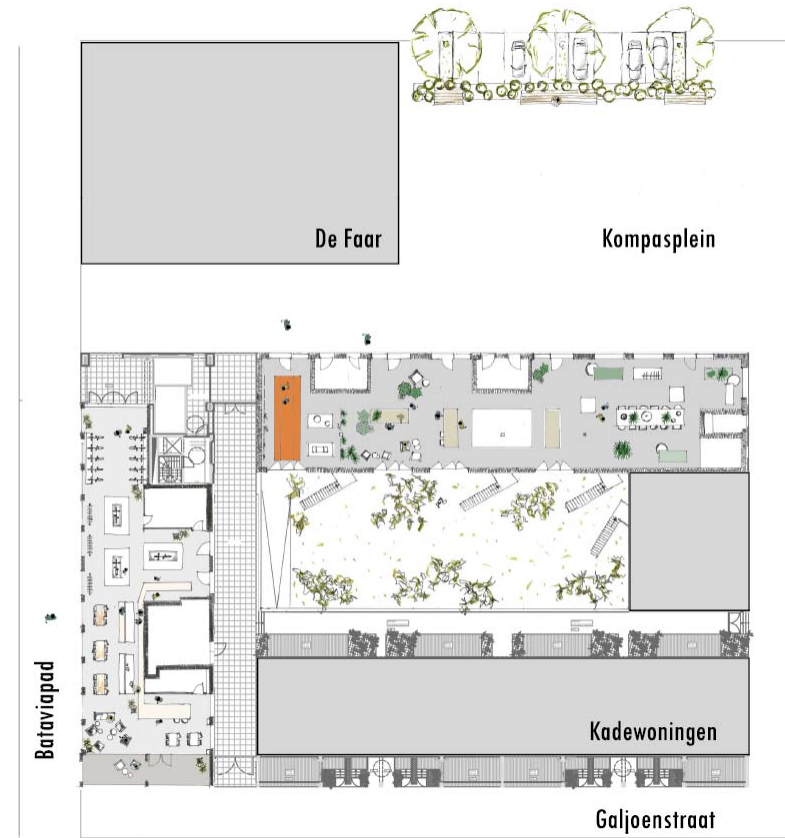 De Faar
Kompasplein
Bataviapad
Kadewoningen
Galjoenstraat